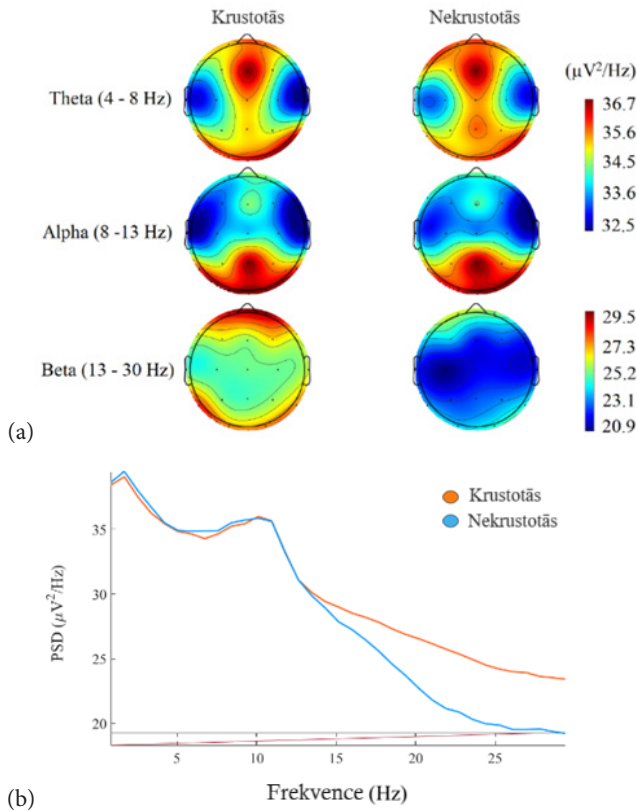 Krustotās Nekrustotās
(µV²/Hz)
Theta (4 - 8 Hz)
36.7
35.6
34.5
33.6
32.5
Alpha (8 -13 Hz)
Beta (13 - 30 Hz)
29.5
27.4
25.2
23.1
20.9
(a)
Krustotās
Nekrustotās
PSD (µV²/Hz)
35
30
25
20
5 10 15 20 25
Frekvence (Hz)
(b)